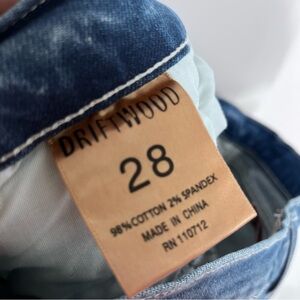 DRIFTWOOD
28
98% COTTON 2% SPANDEX
MADE IN CHINA
RN 110712